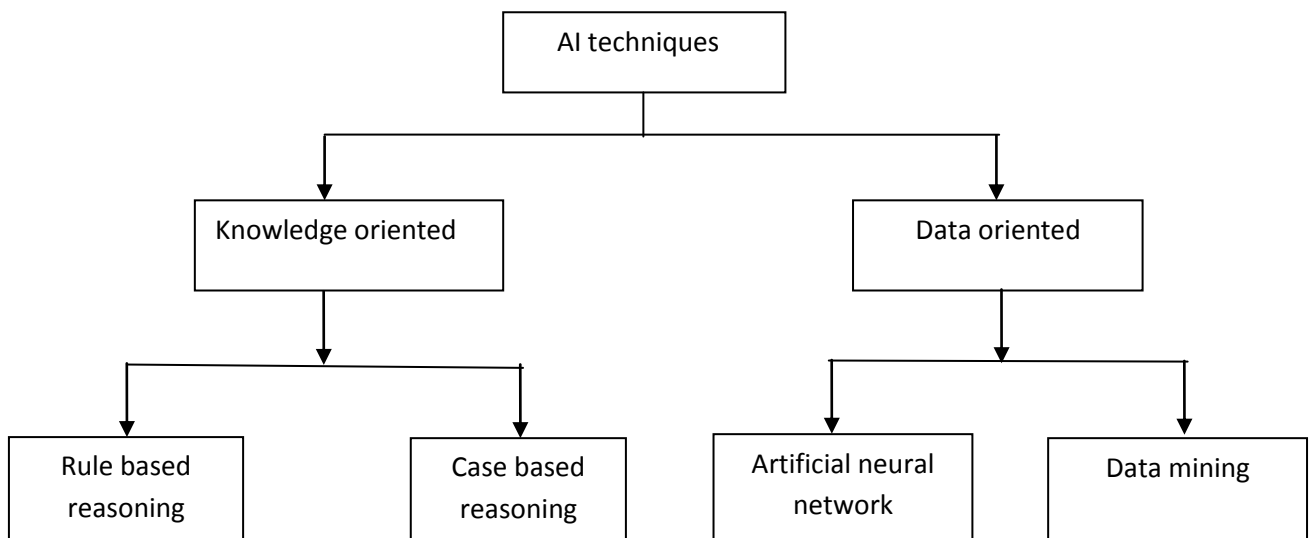 AI techniques
Knowledge oriented
Data oriented
Rule based
reasoning
Case based
reasoning
Artificial neural
network
Data mining